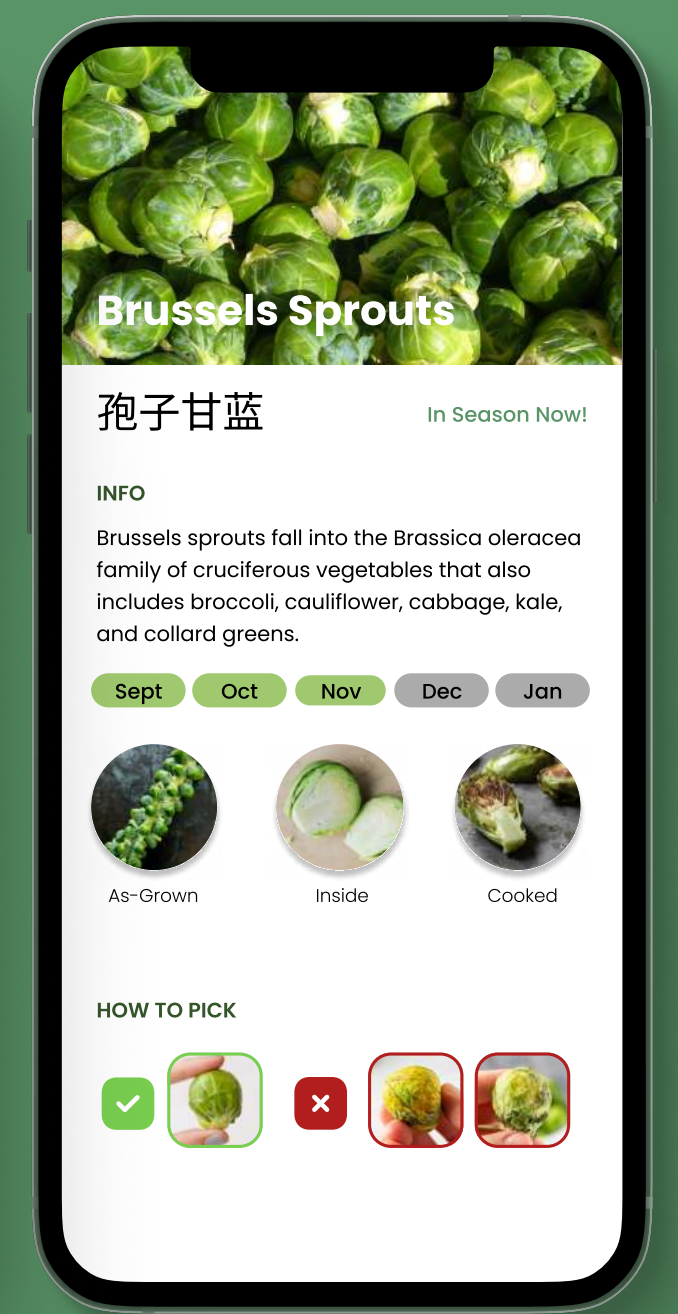 Brussels Sprouts
孢子甘蓝
In Season Now!
INFO
Brussels sprouts fall into the Brassica oleracea
family of cruciferous vegetables that also
includes broccoli, cauliflower, cabbage, kale,
and collard greens.
Sept Oct Nov Dec Jan
As-Grown Inside Cooked
HOW TO PICK